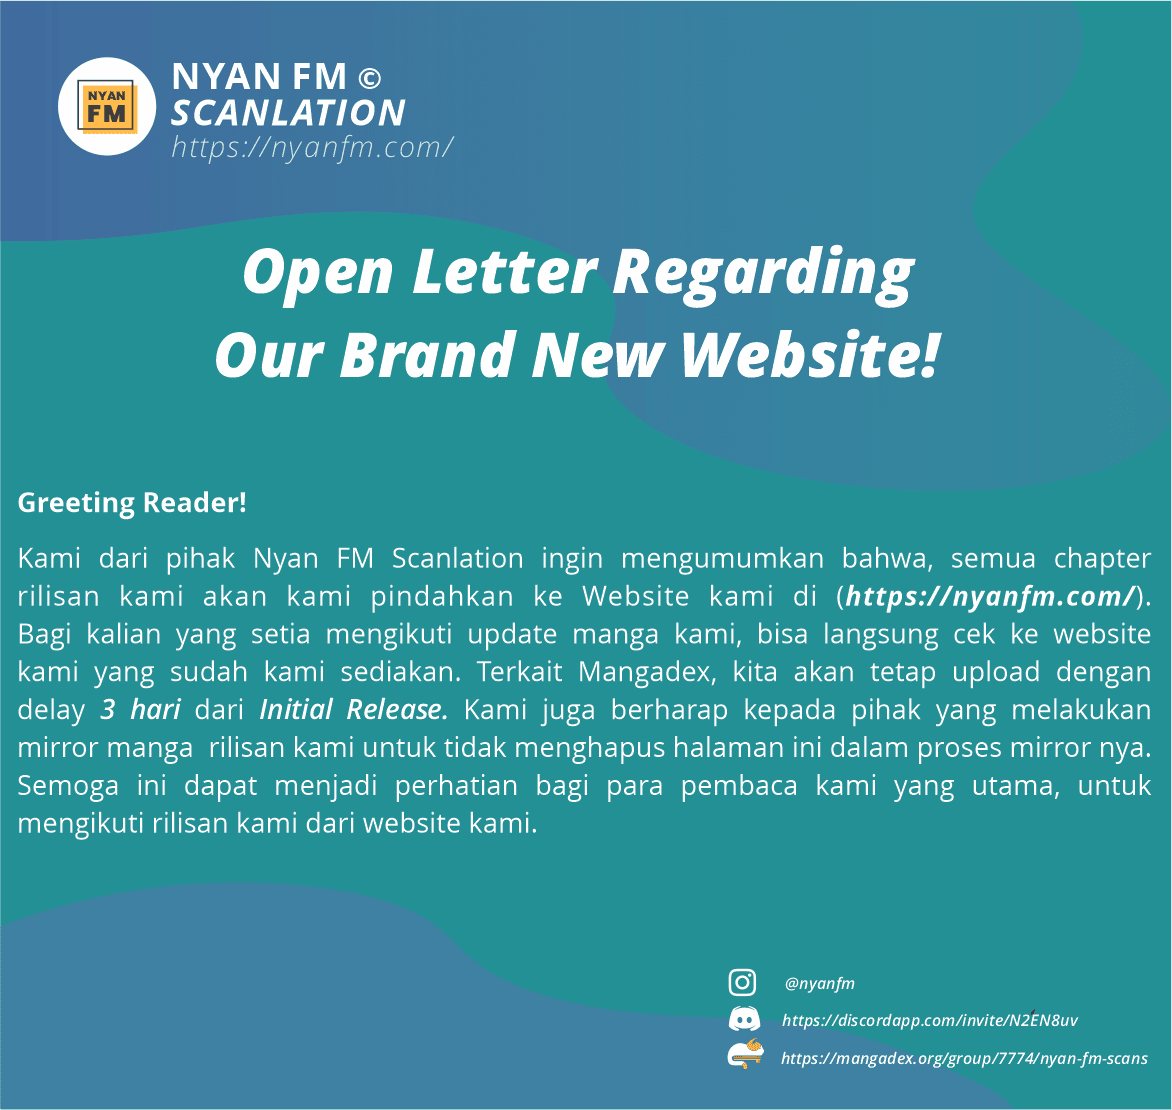 NYAN
FM
NYAN FM ©
SCANLATION
https://nyanfm.com/
Open Letter Regarding
Our Brand New Website!
Greeting Reader!
Kami dari pihak Nyan FM Scanlation ingin mengumumkan bahwa, semua chapter
rilisan kami akan kami pindahkan ke Website kami di (https://nyanfm.com/).
Bagi kalian yang setia mengikuti update manga kami, bisa langsung cek ke website
kami yang sudah kami sediakan. Terkait Mangadex, kita akan tetap upload dengan
delay 3 hari dari Initial Release. Kami juga berharap kepada pihak yang melakukan
mirror manga  rilisan kami untuk tidak menghapus halaman ini dalam proses mirror nya.
Semoga ini dapat menjadi perhatian bagi para pembaca kami yang utama, untuk
mengikuti rilisan kami dari website kami.
@nyanfm
https://discordapp.com/invite/N2EN8uv
https://mangadex.org/group/7774/nyan-fm-scans